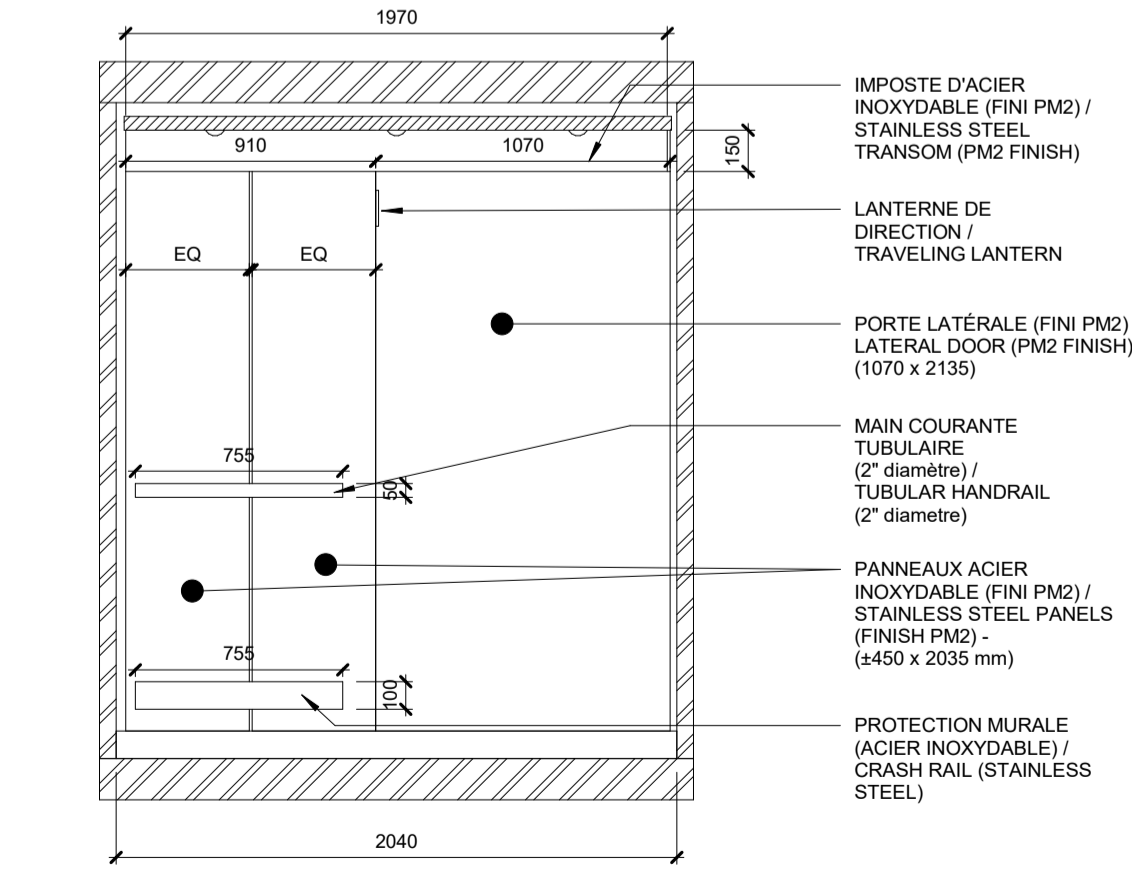 1970
IMPOSTE D'ACIER
INOXYDABLE (FINI PM2) /
STAINLESS STEEL
TRANSOM (PM2 FINISH)
910
1070
150
LANTERNE DE
DIRECTION /
TRAVELING LANTERN
EQ
EQ
PORTE LATÉRALE (FINI PM2)
LATERAL DOOR (PM2 FINISH)
(1070 x 2135)
MAIN COURANTE
TUBULAIRE
(2" diamètre) /
TUBULAR HANDRAIL
(2" diametre)
755
50
PANNEAUX ACIER
INOXYDABLE (FINI PM2) /
STAINLESS STEEL PANELS
(FINISH PM2) -
(±450 x 2035 mm)
755
100
PROTECTION MURALE
(ACIER INOXYDABLE) /
CRASH RAIL (STAINLESS
STEEL)
2040